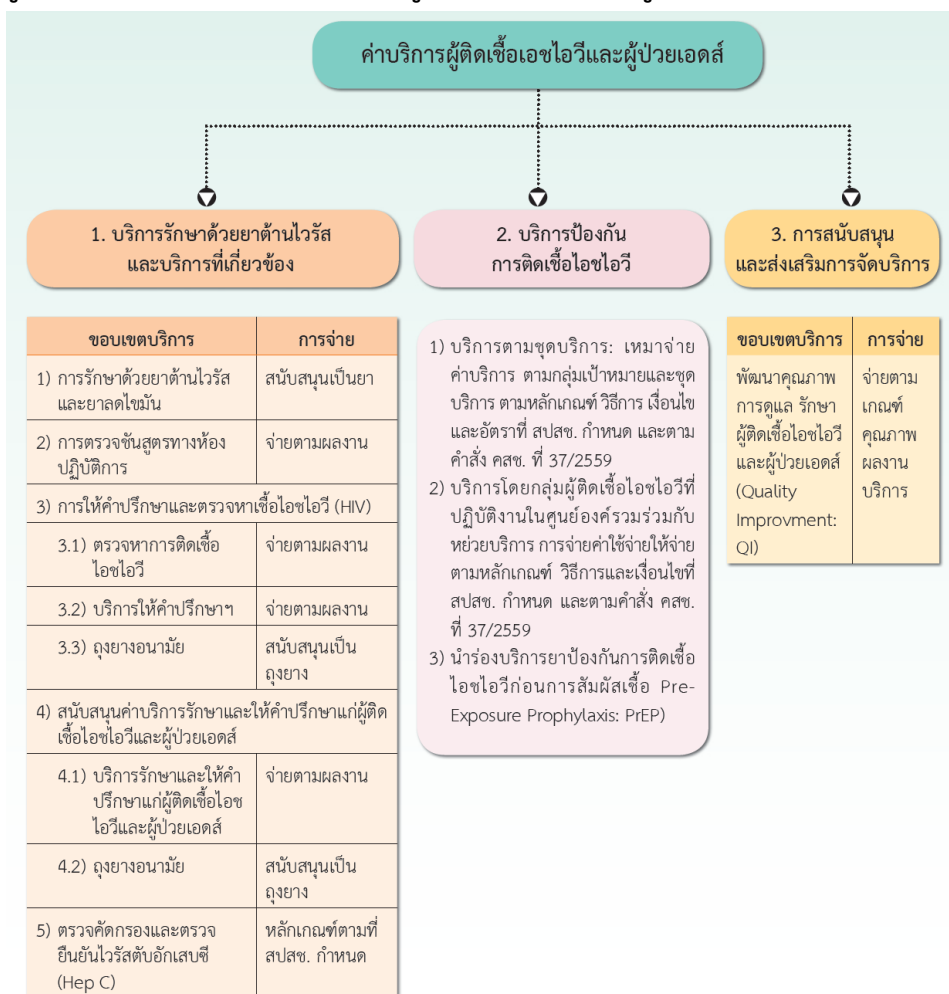 ค่าบริการผู้ติดเชื้อเอชไอวีและผู้ป่วยเอดส์
1. บริการรักษาด้วยยาต้านไวรัส
และบริการที่เกี่ยวข้อง
ขอบเขตบริการ การจ่าย
1) การรักษาด้วยยาต้านไวรัส สนับสนุนเป็นยา
และยาลดไขมัน
2) การตรวจชันสูตรทางห้อง จ่ายตามผลงาน
ปฏิบัติการ
3) การให้คำปรึกษาและตรวจหาเชื้อไอชไอวี (HIV)
3.1) ตรวจหาการติดเชื้อ จ่ายตามผลงาน
ไอชไอวี
3.2) บริการให้คำปรึกษาฯ จ่ายตามผลงาน
3.3) ถุงยางอนามัย สนับสนุนเป็น
ถุงยาง
4) สนับสนุนค่าบริการรักษาและให้คำปรึกษาแก่ผู้ติด
เชื้อไอชไอวีและผู้ป่วยเอดส์
4.1) บริการรักษาและให้คำ จ่ายตามผลงาน
ปรึกษาแก่ผู้ติดเชื้อไอช
ไอวีและผู้ป่วยเอดส์
4.2) ถุงยางอนามัย สนับสนุนเป็น
ถุงยาง
5) ตรวจคัดกรองและตรวจ หลักเกณฑ์ตามที่
ยืนยันไวรัสตับอักเสบซี สปสช. กำหนด
(Hep C)
2. บริการป้องกัน
การติดเชื้อไอชไอวี
1) บริการตามชุดบริการ: เหมาจ่าย
ค่าบริการ ตามกลุ่มเป้าหมายและชุด
บริการ ตามหลักเกณฑ์ วิธีการ เงื่อนไข
และอัตราที่ สปสช. กำหนด และตาม
คำสั่ง คสช. ที่ 37/2559
2) บริการโดยกลุ่มผู้ติดเชื้อไอชไอวีที่
ปฏิบัติงานในศูนย์องค์รวมร่วมกับ
หย่วยบริการ การจ่ายค่าใช้จ่ายให้จ่าย
ตามหลักเกณฑ์ วิธีการและเงื่อนไขที่
สปสช. กำหนด และตามคำสั่ง คสช.
ที่ 37/2559
3) นำร่องบริการยาป้องกันการติดเชื้อ
ไอชไอวีก่อนการสัมผัสเชื้อ Pre-
Exposure Prophylaxis: PrEP)
3. การสนับสนุน
และส่งเสริมการจัดบริการ
ขอบเขตบริการ การจ่าย
พัฒนาคุณภาพ จ่ายตาม
การดูแล รักษา เกณฑ์
ผู้ติดเชื้อไอชไอวี คุณภาพ
และผู้ป่วยเอดส์ ผลงาน
(Quality บริการ
Improvment:
QI)